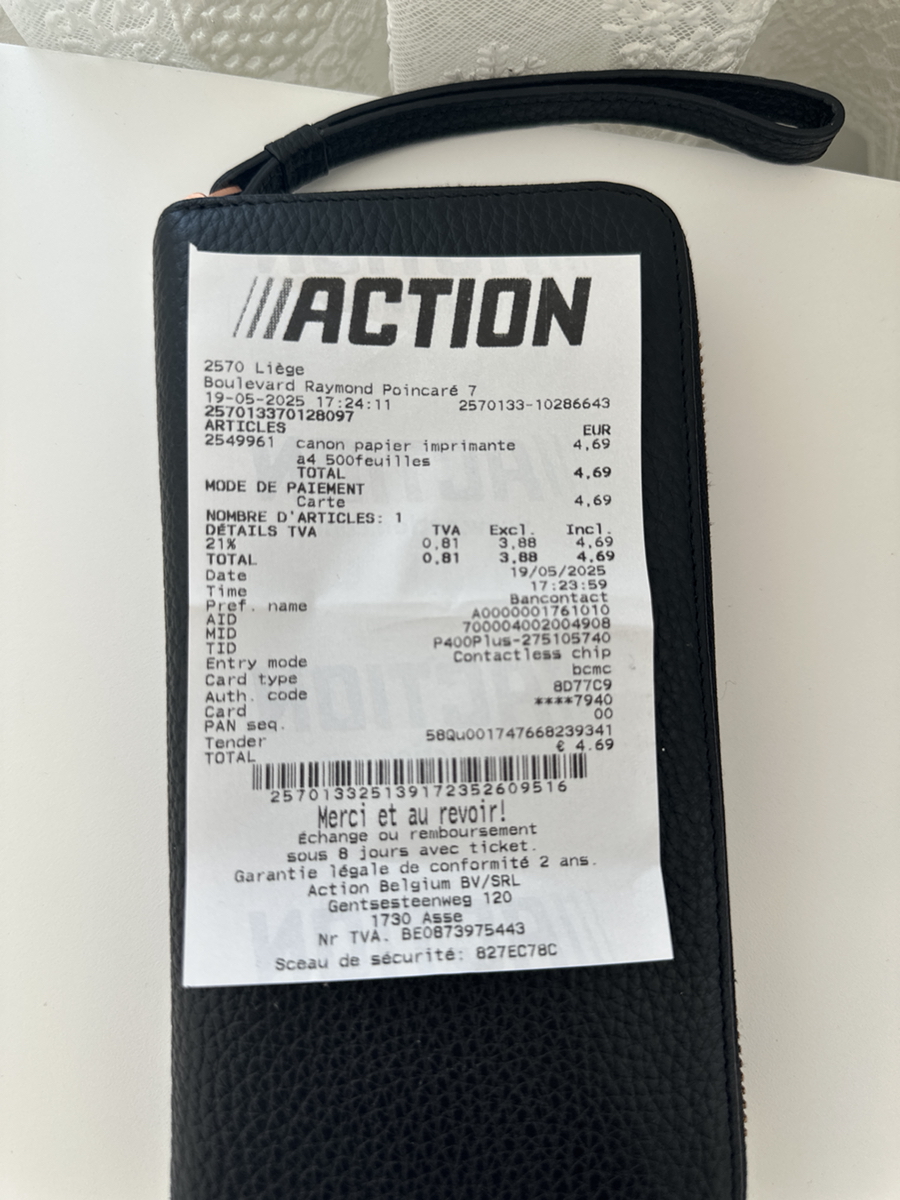 ///ACTION
2570 Liège
Boulevard Raymond Poincaré 7
19-05-2025 17:24:11 2570133-10286643
257013370128097
ARTICLES EUR
2549961 canon papier imprimante 4,69
a4 500feuilles
TOTAL 4,69
MODE DE PAIEMENT
Carte 4,69
NOMBRE D'ARTICLES: 1
DÉTAILS TVA TVA Excl. Incl.
21% 0,81 3,88 4,69
TOTAL 0,81 3,88 4,69
Date 19/05/2025
Time 17:23:59
Pref. name Bancontact
AID A0000001761010
MID 700004002004908
TID P400Plus-275105740
Entry mode Contactless chip
Card type bcmc
Auth. code 8D77C9
Card ****7940
PAN seq. 00
Tender 58Qu001747668239341
TOTAL € 4.69
257013325139172352609516
Merci et au revoir!
Échange ou remboursement
sous 8 jours avec ticket.
Garantie légale de conformité 2 ans.
Action Belgium BV/SRL
Gentsesteenweg 120
1730 Asse
Nr TVA. BE0873975443
Sceau de sécurité: 827EC78C